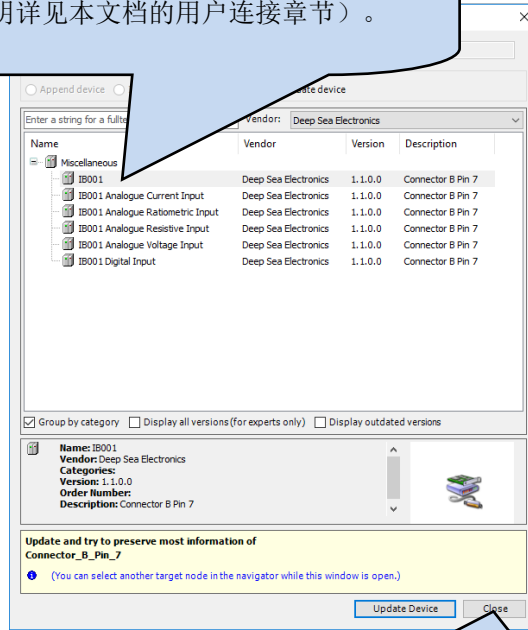 明详见本文档的用户连接章节）。
Append device
date device
Enter a string for a fullte
Vendor: Deep Sea Electronics
Name Vendor Version Description
Miscellaneous
IB001 Deep Sea Electronics 1.1.0.0 Connector B Pin 7
IB001 Analogue Current Input Deep Sea Electronics 1.1.0.0 Connector B Pin 7
IB001 Analogue Ratiometric Input Deep Sea Electronics 1.1.0.0 Connector B Pin 7
IB001 Analogue Resistive Input Deep Sea Electronics 1.1.0.0 Connector B Pin 7
IB001 Analogue Voltage Input Deep Sea Electronics 1.1.0.0 Connector B Pin 7
IB001 Digital Input Deep Sea Electronics 1.1.0.0 Connector B Pin 7
Group by category Display all versions (for experts only) Display outdated versions
Name: IB001
Vendor: Deep Sea Electronics
Categories:
Version: 1.1.0.0
Order Number:
Description: Connector B Pin 7
Update and try to preserve most information of
Connector_B_Pin_7
(You can select another target node in the navigator while this window is open.)
Update Device Close